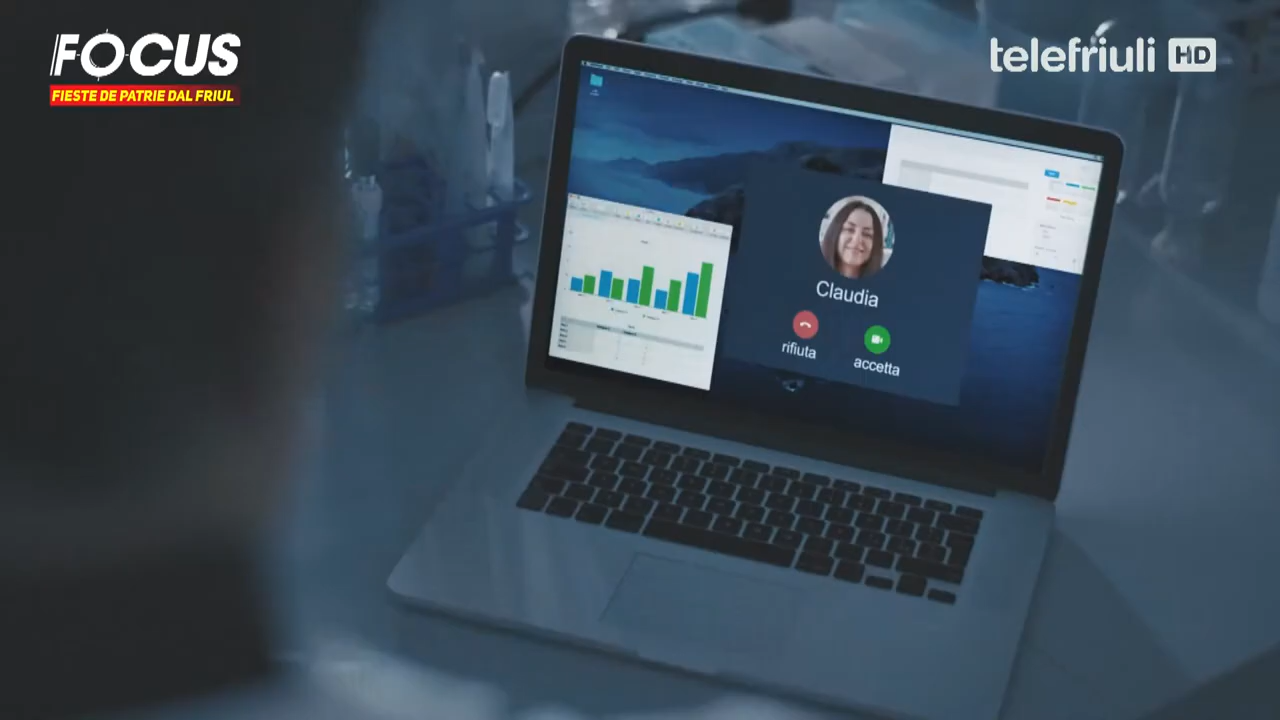 FOCUS
FIESTE DE PATRIE DAL FRIUL
telefriuli HD
Claudia
rifiuta
accetta